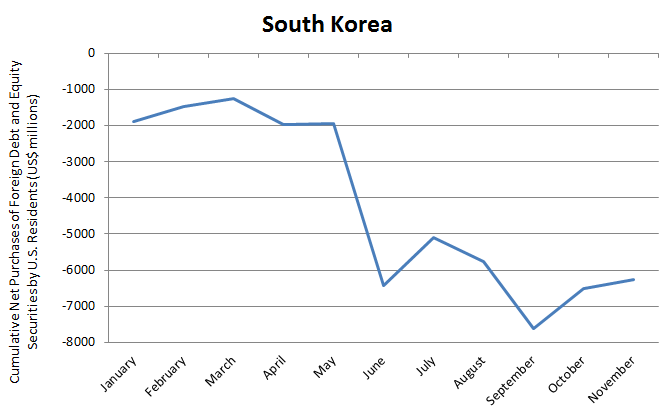 South Korea
Cumulative Net Purchases of Foreign Debt and Equity
Securities by U.S. Residents (US$ millions)
0
-1000
-2000
-3000
-4000
-5000
-6000
-7000
-8000
January
February
March
April
May
June
July
August
September
October
November